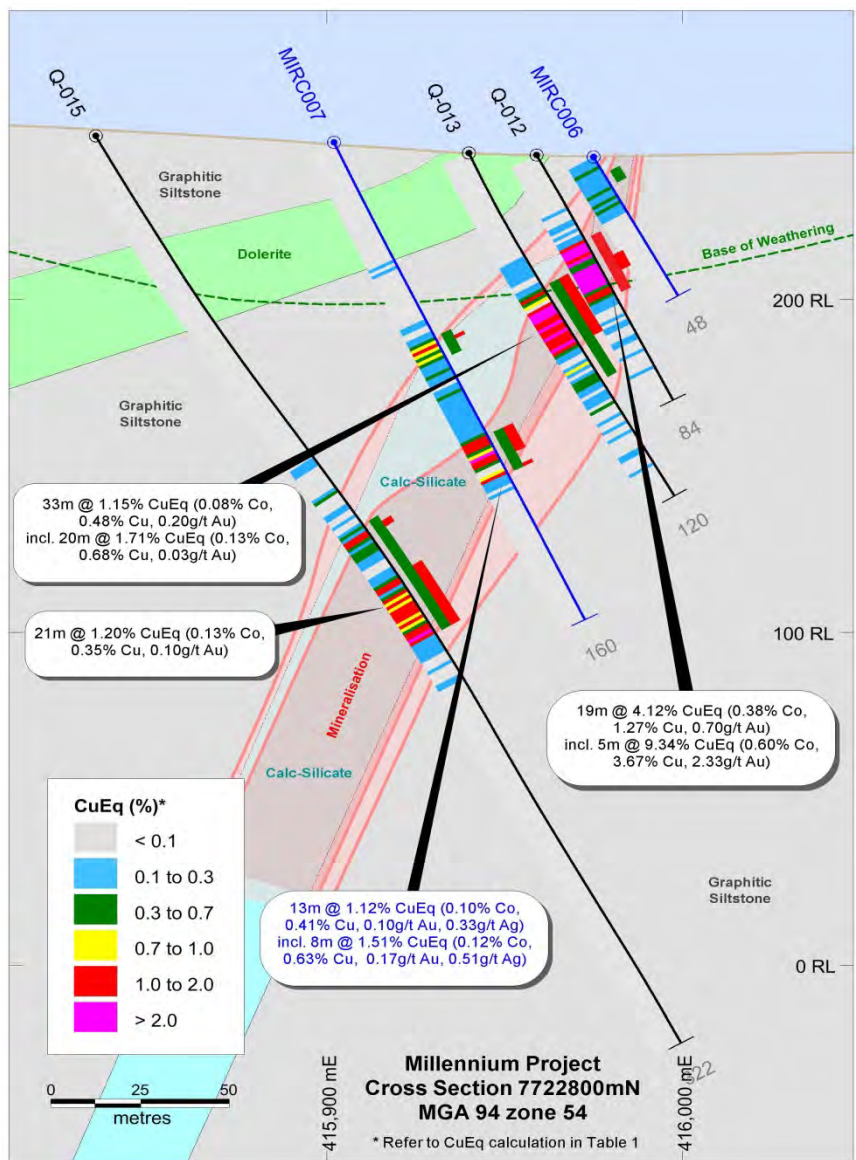 Q-015
MIRC007
Q-013
Q-012
MIRC006
Graphitic
Siltstone
Dolerite
Base of Weathering
200 RL
48
Graphitic
Siltstone
84
Calc-Silicate
33m @ 1.15% CuEq (0.08% Co,
0.48% Cu, 0.20g/t Au)
incl. 20m @ 1.71% CuEq (0.13% Co,
0.68% Cu, 0.03g/t Au)
120
21m @ 1.20% CuEq (0.13% Co,
0.35% Cu, 0.10g/t Au)
160
100 RL
Mineralisation
19m @ 4.12% CuEq (0.38% Co,
1.27% Cu, 0.70g/t Au)
incl. 5m @ 9.34% CuEq (0.60% Co,
3.67% Cu, 2.33g/t Au)
Calc-Silicate
CuEq (%)*
< 0.1
0.1 to 0.3
0.3 to 0.7
0.7 to 1.0
1.0 to 2.0
> 2.0
Graphitic
Siltstone
13m @ 1.12% CuEq (0.10% Co,
0.41% Cu, 0.10g/t Au, 0.33g/t Ag)
incl. 8m @ 1.51% CuEq (0.12% Co,
0.63% Cu, 0.17g/t Au, 0.51g/t Ag)
0 RL
322
0 25 50
metres
415,900 mE
Millennium Project
Cross Section 7722800mN
MGA 94 zone 54
* Refer to CuEq calculation in Table 1
416,000 mE